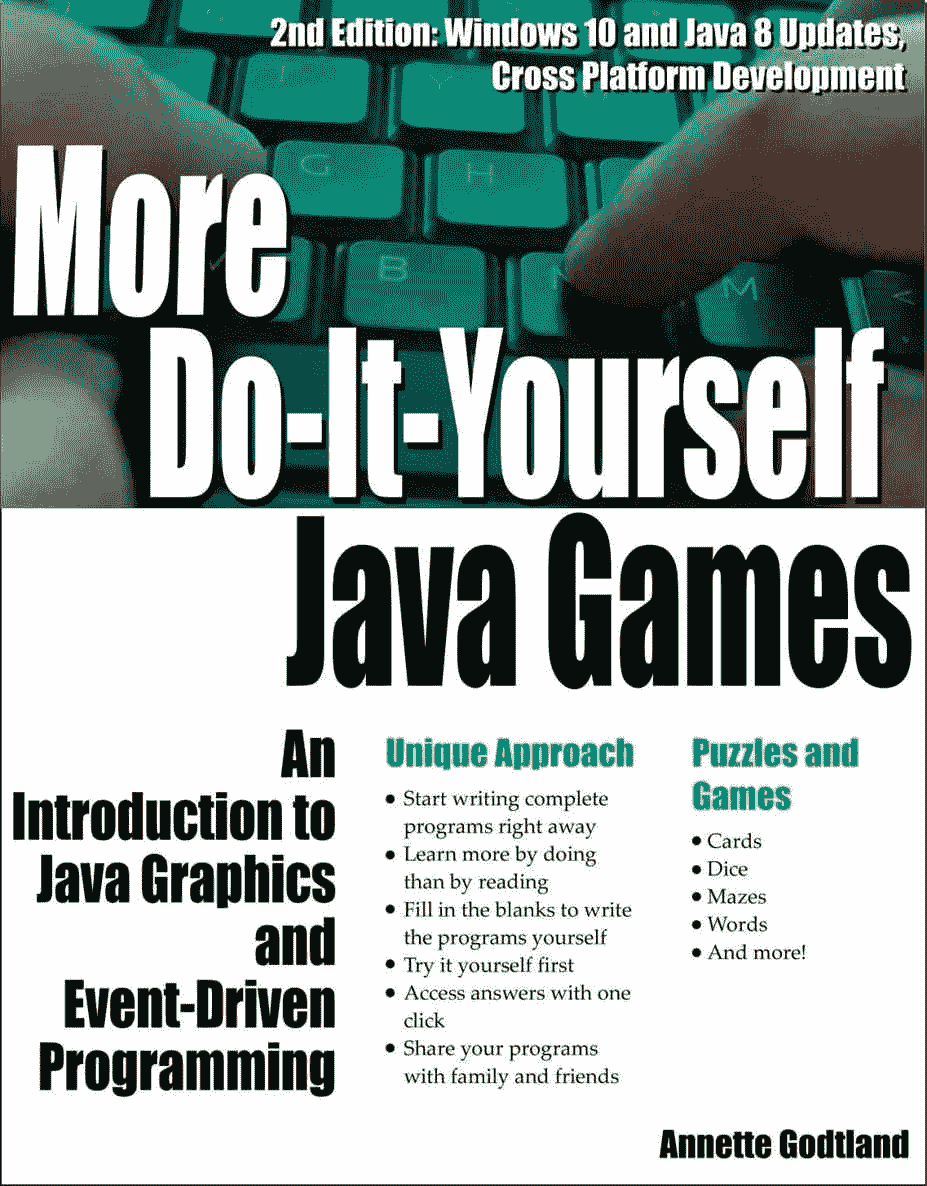 2nd Edition: Windows 10 and Java 8 Updates,
Cross Platform Development
G H
B N M <
More
Do-It-Yourself
Java Games
An
Introduction to
Java Graphics
and
Event-Driven
Programming
Unique Approach
• Start writing complete
programs right away
• Learn more by doing
than by reading
• Fill in the blanks to write
the programs yourself
• Try it yourself first
• Access answers with one
click
• Share your programs
with family and friends
Puzzles and
Games
• Cards
• Dice
• Mazes
• Words
• And more!
Annette Godtland